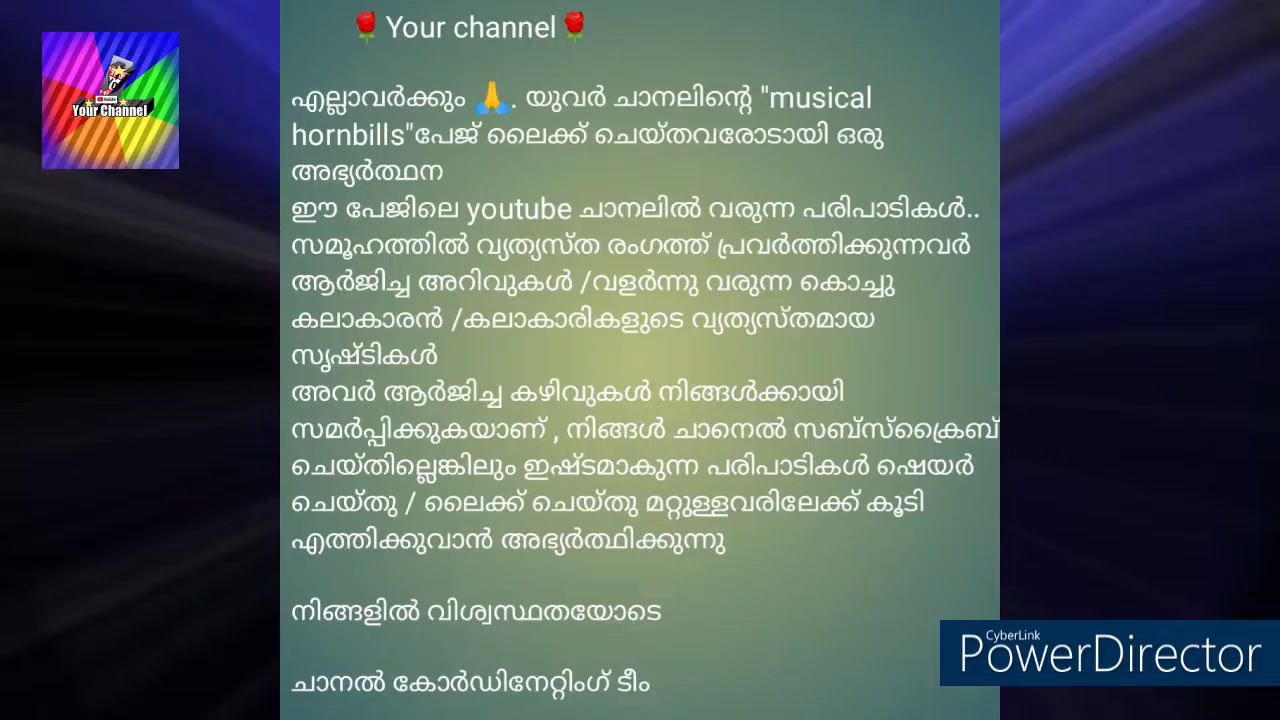 🌹Your channel🌹
Your Channel
എല്ലാവർക്കും 🙏. യുവർ ചാനലിന്റെ "musical
hornbills"പേജ് ലൈക്ക് ചെയ്തവരോടായി ഒരു
അഭ്യർത്ഥന
ഈ പേജിലെ youtube ചാനലിൽ വരുന്ന പരിപാടികൾ..
സമൂഹത്തിൽ വ്യത്യസ്ത രംഗത്ത് പ്രവർത്തിക്കുന്നവർ
ആർജിച്ച അറിവുകൾ /വളർന്നു വരുന്ന കൊച്ചു
കലാകാരൻ /കലാകാരികളുടെ വ്യത്യസ്തമായ
സൃഷ്ടികൾ
അവർ ആർജിച്ച കഴിവുകൾ നിങ്ങൾക്കായി
സമർപ്പിക്കുകയാണ് , നിങ്ങൾ ചാനെൽ സബ്സ്ക്രൈബ്
ചെയ്തില്ലെങ്കിലും ഇഷ്ടമാകുന്ന പരിപാടികൾ ഷെയർ
ചെയ്തു / ലൈക്ക് ചെയ്തു മറ്റുള്ളവരിലേക്ക് കൂടി
എത്തിക്കുവാൻ അഭ്യർത്ഥിക്കുന്നു
നിങ്ങളിൽ വിശ്വസ്ഥതയോടെ
ചാനൽ കോർഡിനേറ്റിംഗ് ടീം
CyberLink
PowerDirector